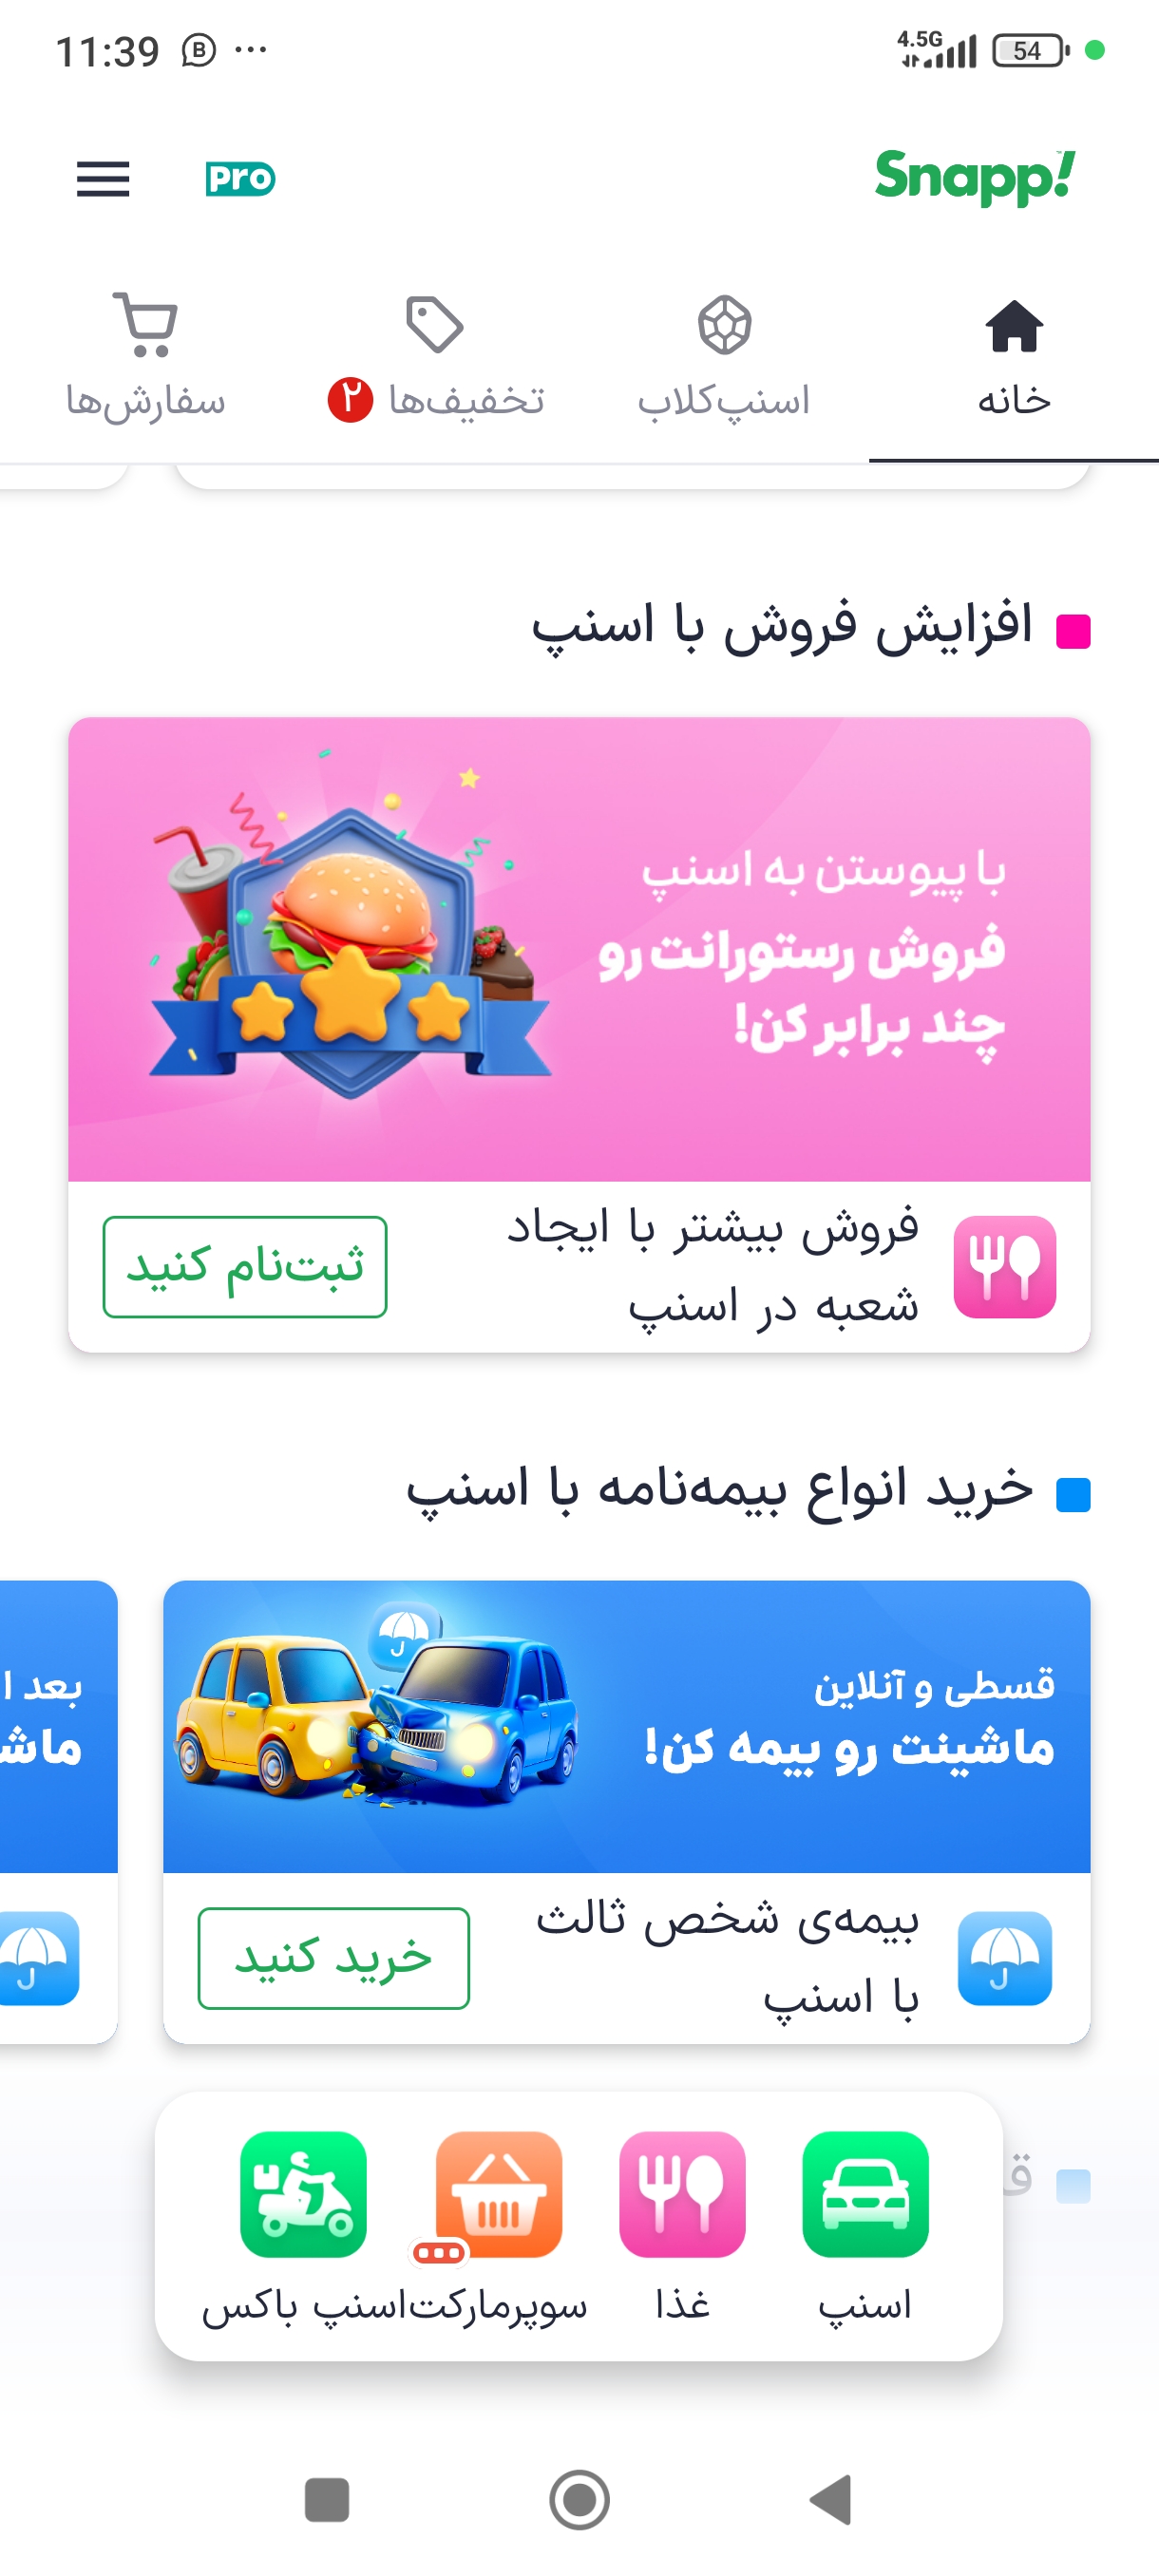 11:39
4.5G
54
Pro
Snapp!
خانه
اسنپ‌کلاب
تخفیف‌ها ۲
سفارش‌ها
افزایش فروش با اسنپ
با پیوستن به اسنپ
فروش رستورانت رو
چند برابر کن!
فروش بیشتر با ایجاد
شعبه در اسنپ
ثبت‌نام کنید
خرید انواع بیمه‌نامه با اسنپ
قسطی و آنلاین
ماشینت رو بیمه کن!
بعد
بیمه‌ی شخص ثالث
با اسنپ
خرید کنید
اسنپ
غذا
سوپرمارکت
اسنپ باکس